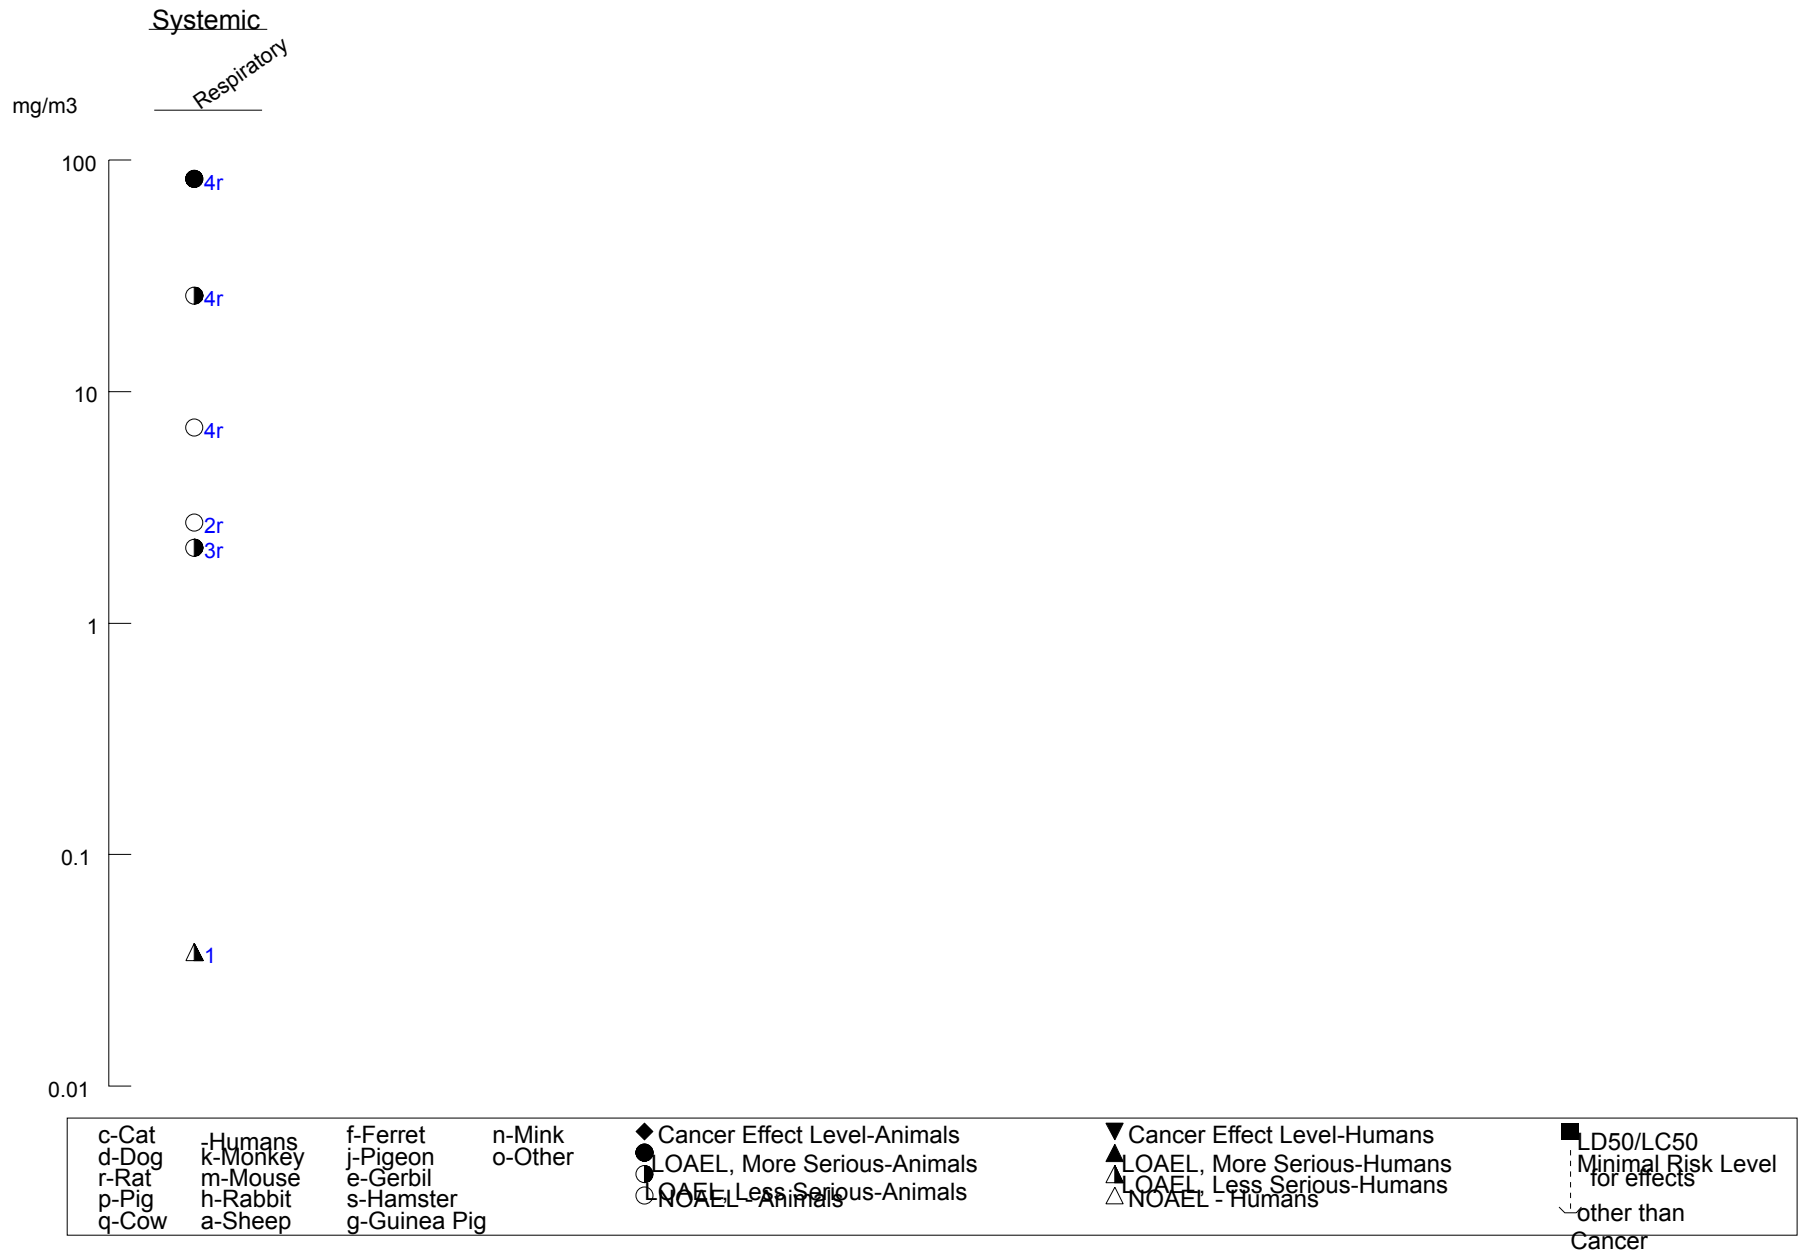 Systemic
Respiratory
mg/m3
100
4r
4r
10
4r
2r
3r
1
0.1
1
0.01
c-Cat
d-Dog
r-Rat
p-Pig
q-Cow
-Humans
k-Monkey
m-Mouse
h-Rabbit
a-Sheep
f-Ferret
j-Pigeon
e-Gerbil
s-Hamster
g-Guinea Pig
n-Mink
o-Other
Cancer Effect Level-Animals
LOAEL, More Serious-Animals
LOAEL, Less Serious-Animals
NOAEL - Animals
Cancer Effect Level-Humans
LOAEL, More Serious-Humans
LOAEL, Less Serious-Humans
NOAEL - Humans
LD50/LC50
Minimal Risk Level
for effects
other than
Cancer